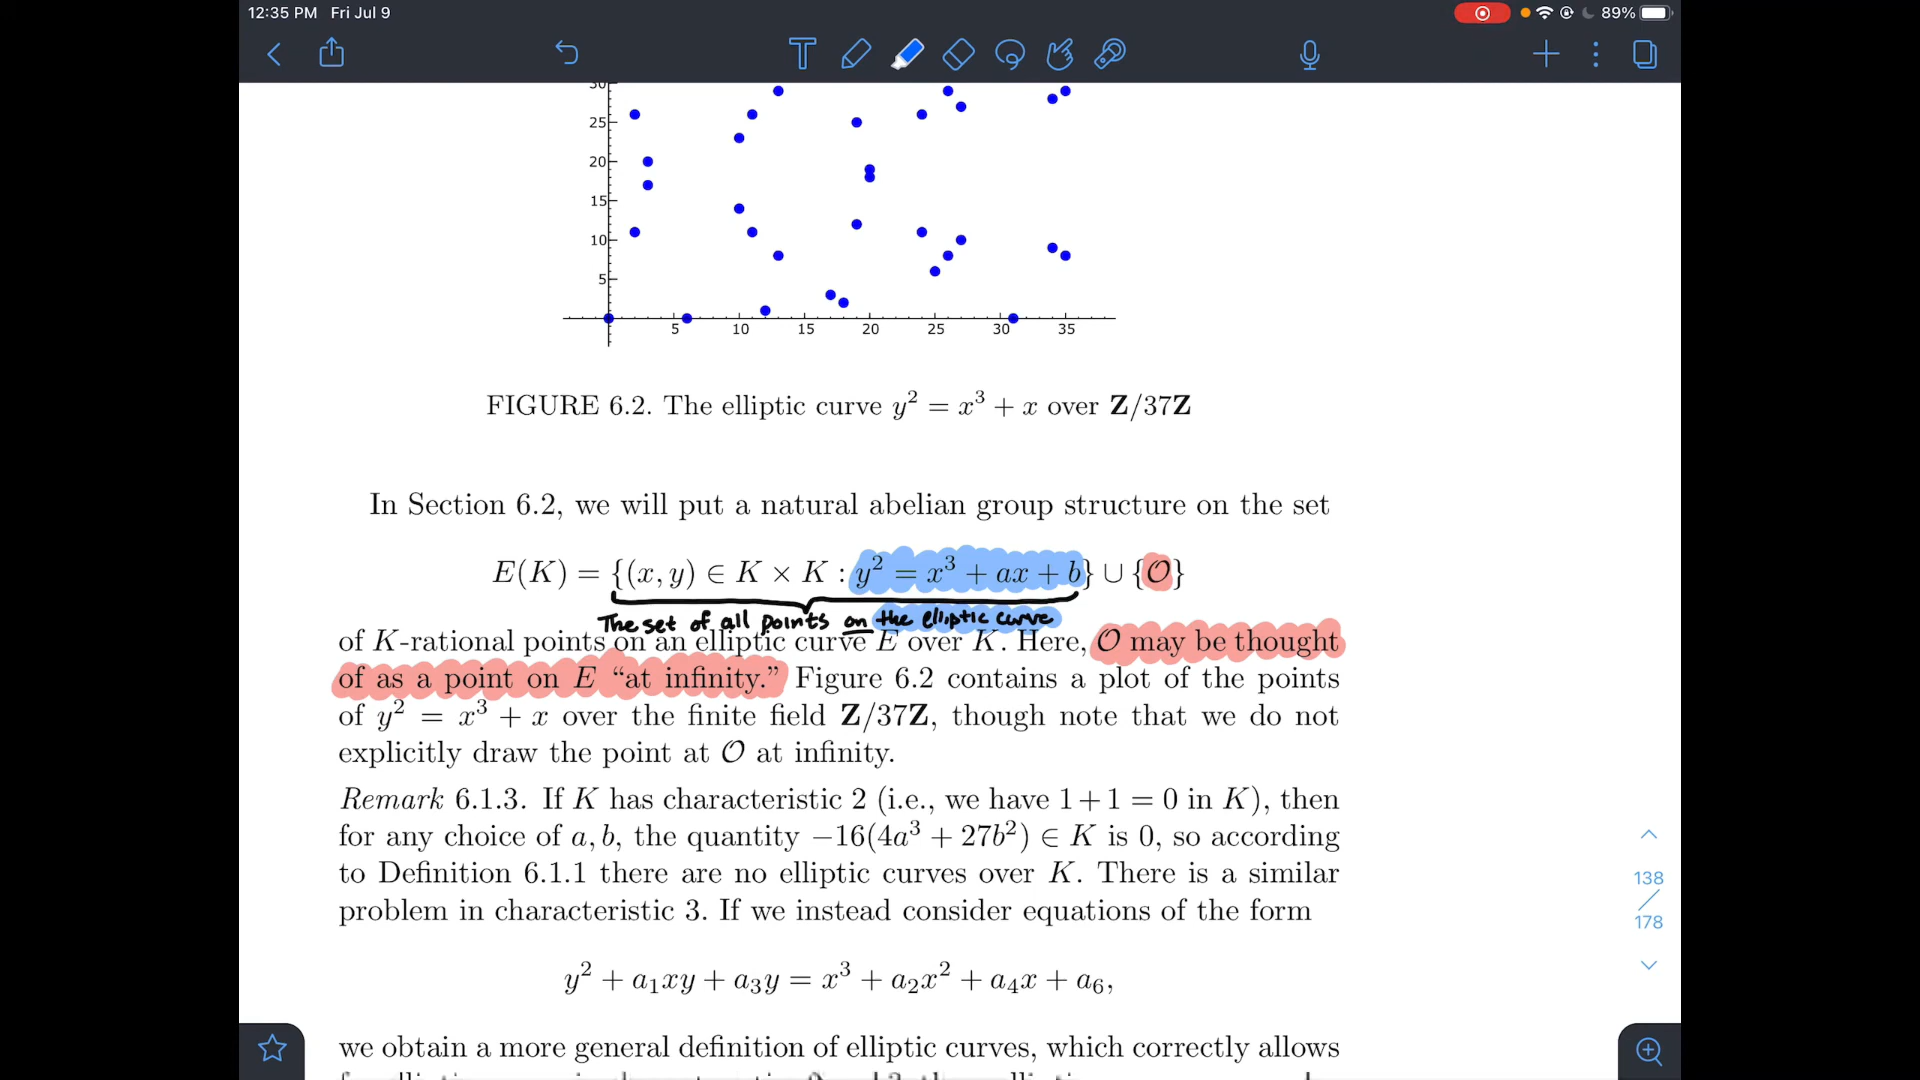 12:35 PM Fri Jul 9
89%
30
25
20
15
10
5
5 10 15 20 25 30 35
FIGURE 6.2. The elliptic curve y² = x³ + x over Z/37Z
In Section 6.2, we will put a natural abelian group structure on the set
E(K) = {(x, y) ∈ K × K : y² = x³ + ax + b} ∪ {𝒪}
The set of all points on the elliptic curve
of K-rational points on an elliptic curve E over K. Here, 𝒪 may be thought
of as a point on E “at infinity.” Figure 6.2 contains a plot of the points
of y² = x³ + x over the finite field Z/37Z, though note that we do not
explicitly draw the point at 𝒪 at infinity.
Remark 6.1.3. If K has characteristic 2 (i.e., we have 1+1 = 0 in K), then
for any choice of a, b, the quantity −16(4a³ + 27b²) ∈ K is 0, so according
to Definition 6.1.1 there are no elliptic curves over K. There is a similar
problem in characteristic 3. If we instead consider equations of the form
y² + a₁xy + a₃y = x³ + a₂x² + a₄x + a₆,
we obtain a more general definition of elliptic curves, which correctly allows
138
/
178